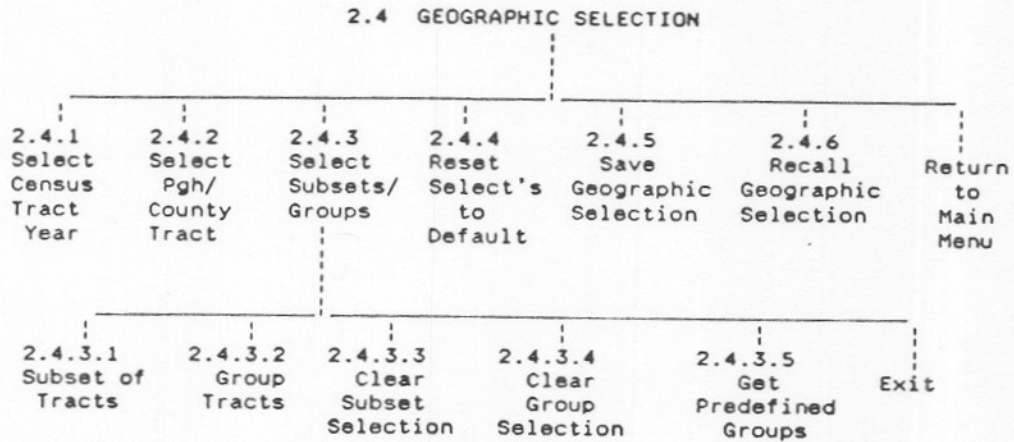 2.4 GEOGRAPHIC SELECTION
2.4.1
Select
Census
Tract
Year
2.4.2
Select
Pgh/
County
Tract
2.4.3
Select
Subsets/
Groups
2.4.4
Reset
Select's
to
Default
2.4.5
Save
Geographic
Selection
2.4.6
Recall
Geographic
Selection
Return
to
Main
Menu
2.4.3.1
Subset of
Tracts
2.4.3.2
Group
Tracts
2.4.3.3
Clear
Subset
Selection
2.4.3.4
Clear
Group
Selection
2.4.3.5
Get
Predefined
Groups
Exit